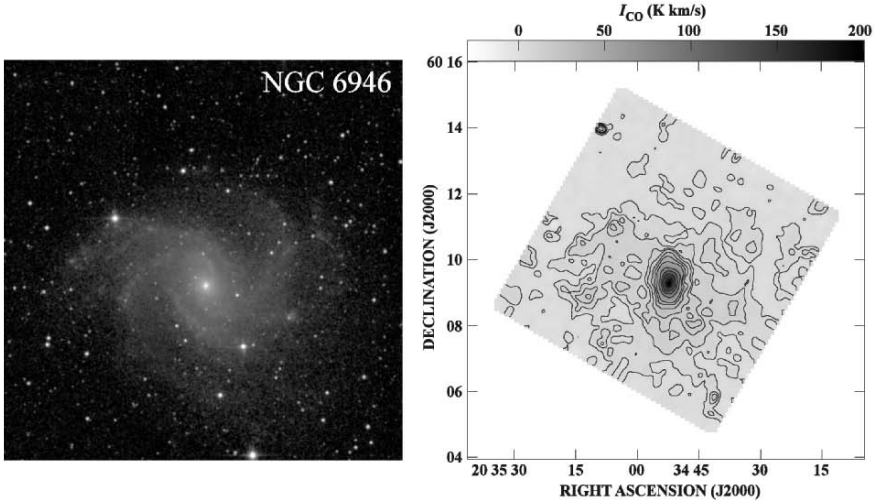 NGC 6946
I_CO (K km/s)
0 50 100 150 200
60 16
14
12
10
08
06
04
DECLINATION (J2000)
20 35 30 15 00 34 45 30 15
RIGHT ASCENSION (J2000)